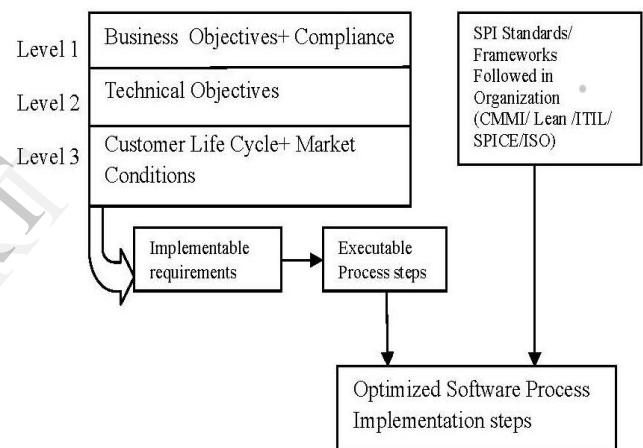 Level 1
Business Objectives+ Compliance
Level 2
Technical Objectives
Level 3
Customer Life Cycle+ Market
Conditions
SPI Standards/
Frameworks
Followed in
Organization
(CMMI/ Lean /ITIL/
SPICE/ISO)
Implementable
requirements
Executable
Process steps
Optimized Software Process
Implementation steps